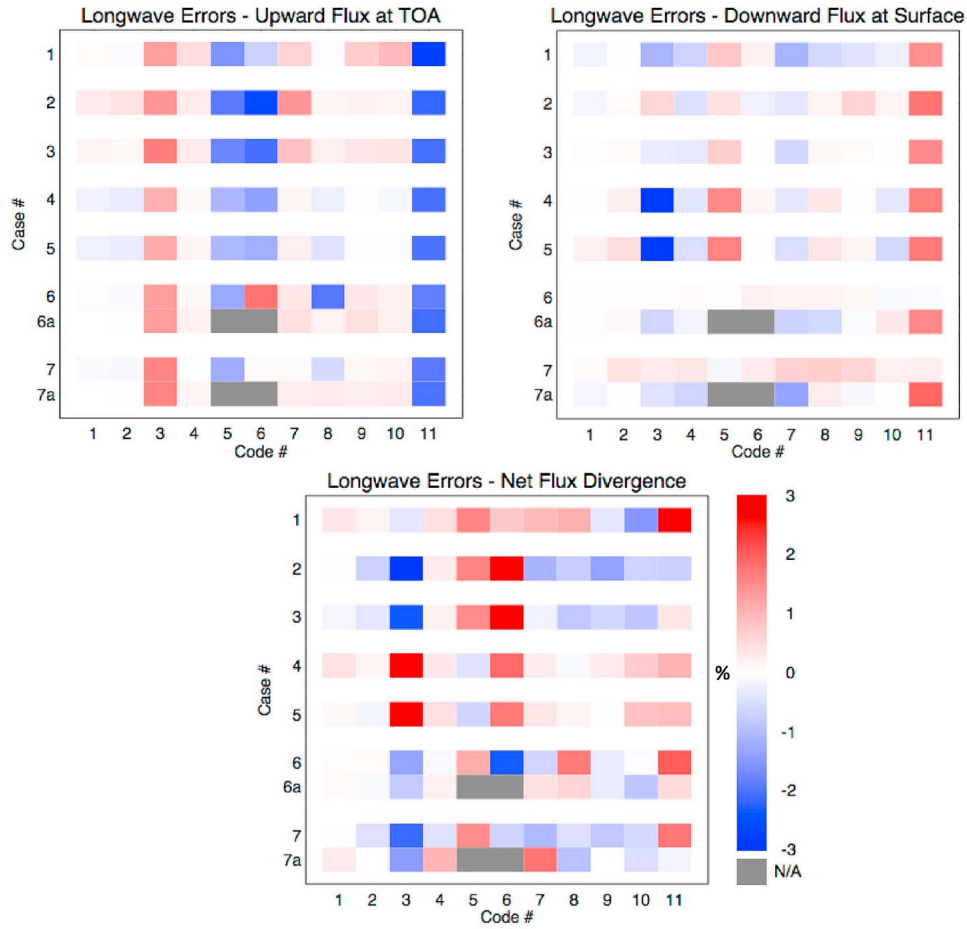 Longwave Errors - Upward Flux at TOA
Case #
1
2
3
4
5
6
6a
7
7a
1 2 3 4 5 6 7 8 9 10 11
Code #
Longwave Errors - Downward Flux at Surface
Case #
1
2
3
4
5
6
6a
7
7a
1 2 3 4 5 6 7 8 9 10 11
Code #
Longwave Errors - Net Flux Divergence
Case #
1
2
3
4
5
6
6a
7
7a
1 2 3 4 5 6 7 8 9 10 11
Code #
%
3
2
1
0
-1
-2
-3
N/A